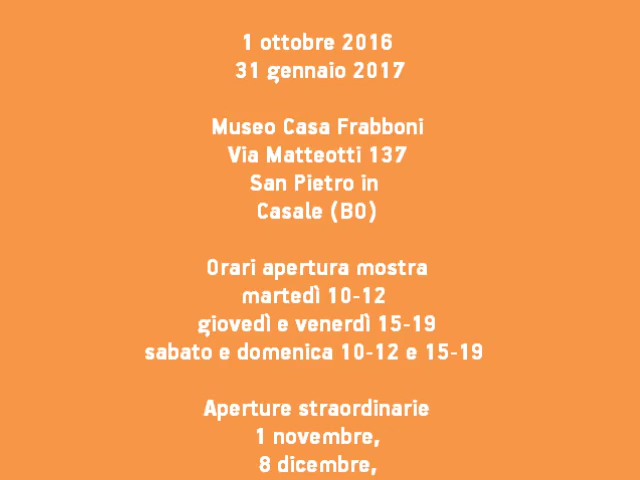 1 ottobre 2016
31 gennaio 2017
Museo Casa Frabboni
Via Matteotti 137
San Pietro in
Casale (BO)
Orari apertura mostra
martedì 10-12
giovedì e venerdì 15-19
sabato e domenica 10-12 e 15-19
Aperture straordinarie
1 novembre,
8 dicembre,